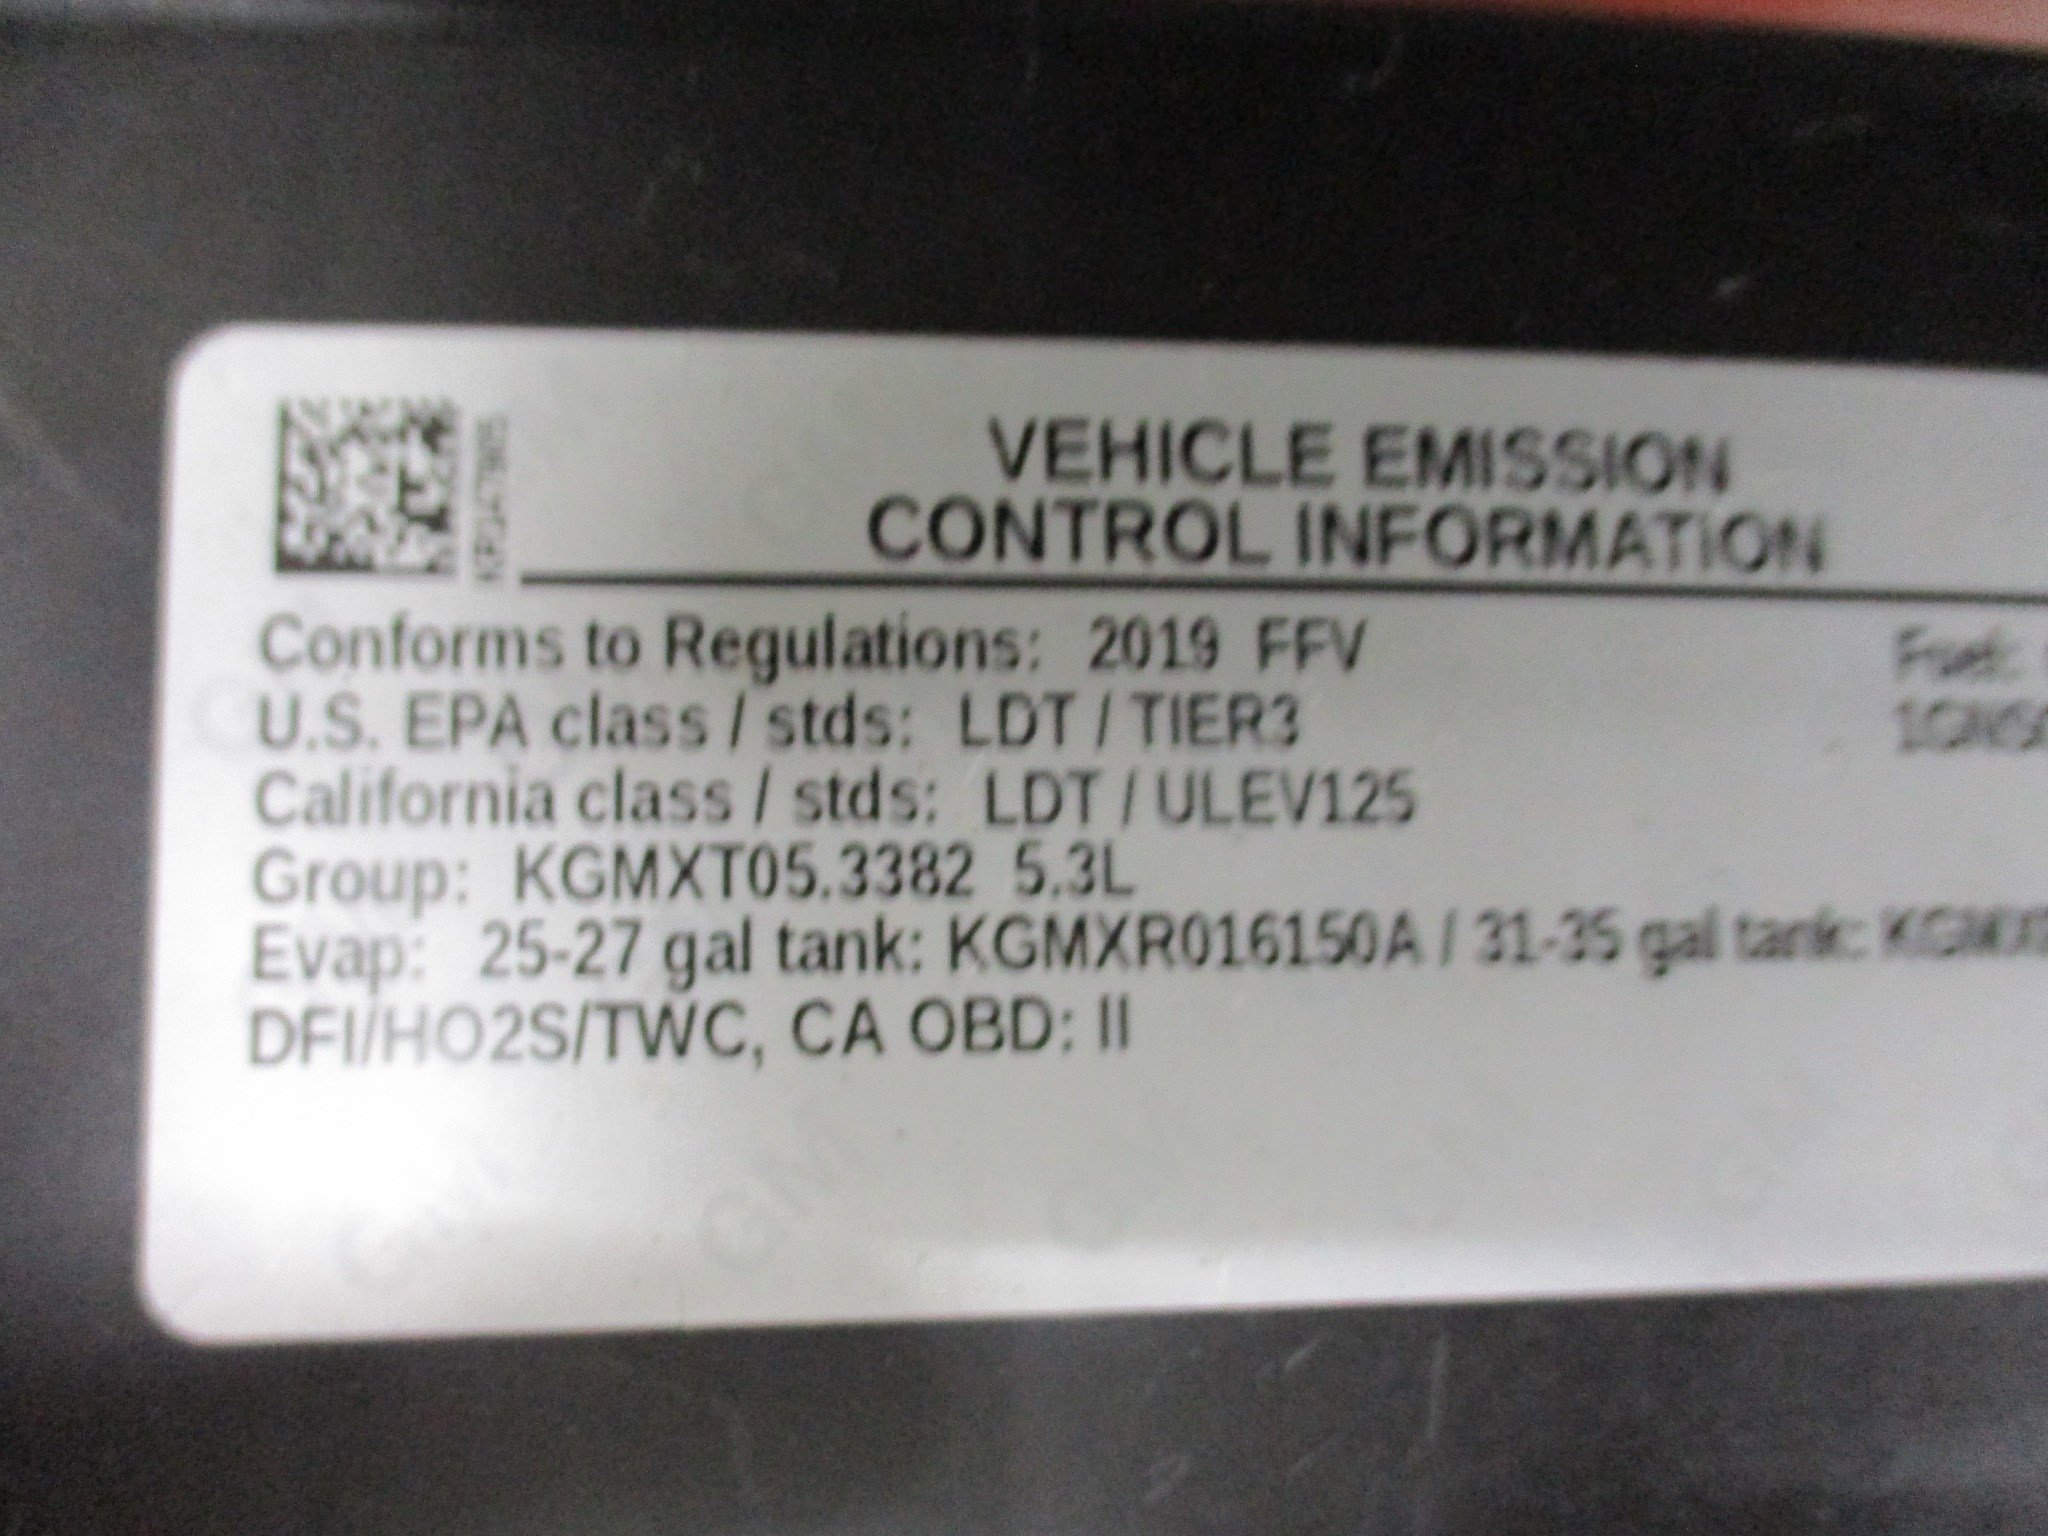 VEHICLE EMISSION
CONTROL INFORMATION
Conforms to Regulations: 2019 FFV
Fuel:
U.S. EPA class / stds: LDT / TIER3
California class / stds: LDT / ULEV125
Group: KGMXT05.3382 5.3L
Evap: 25-27 gal tank: KGMXR016150A / 31-35 gal tank:
DFI/HO2S/TWC, CA OBD: II